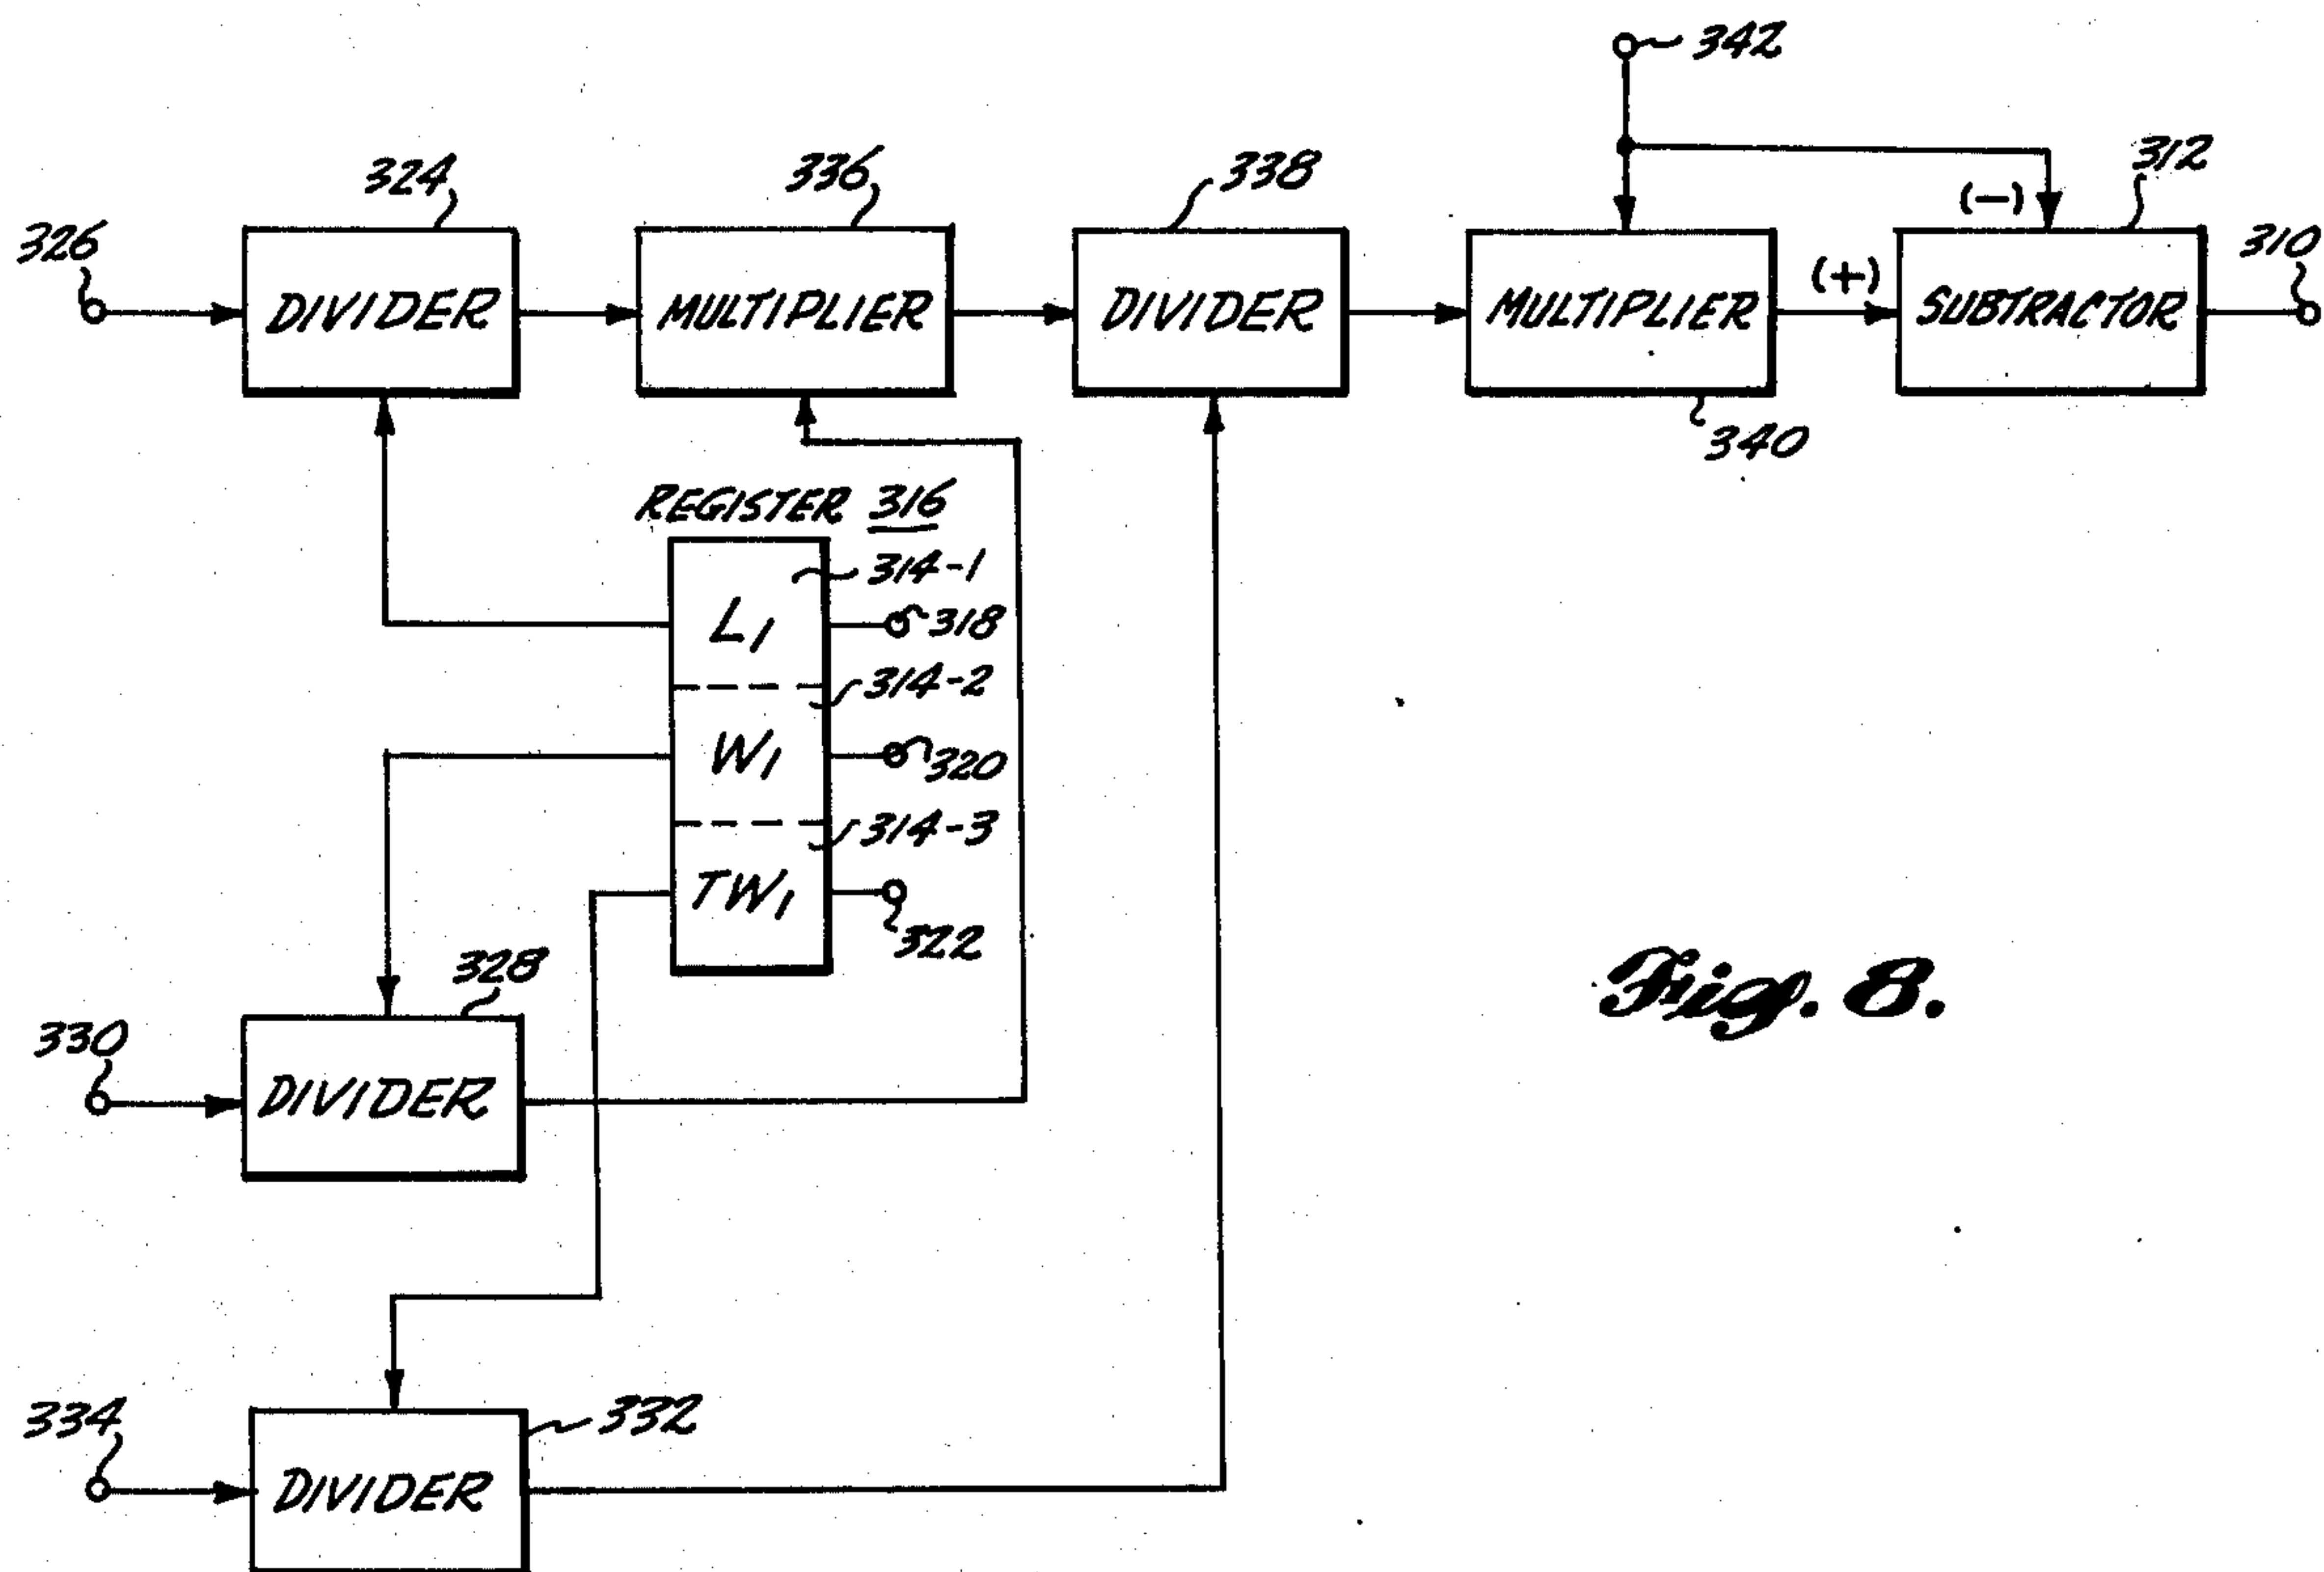 342
324
336
338
312
(-)
326
310
DIVIDER
MULTIPLIER
DIVIDER
MULTIPLIER
(+)
SUBTRACTOR
340
REGISTER 316
314-1
L1
318
314-2
W1
320
314-3
TW1
322
328
330
DIVIDER
Fig. 8.
334
332
DIVIDER